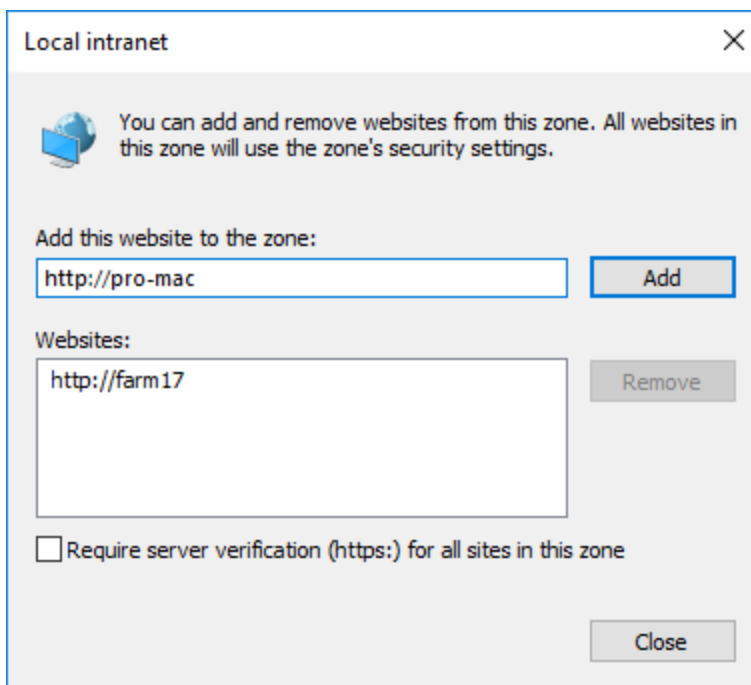 Local intranet
You can add and remove websites from this zone. All websites in
this zone will use the zone's security settings.
Add this website to the zone:
http://pro-mac
Add
Websites:
http://farm17
Remove
Require server verification (https:) for all sites in this zone
Close